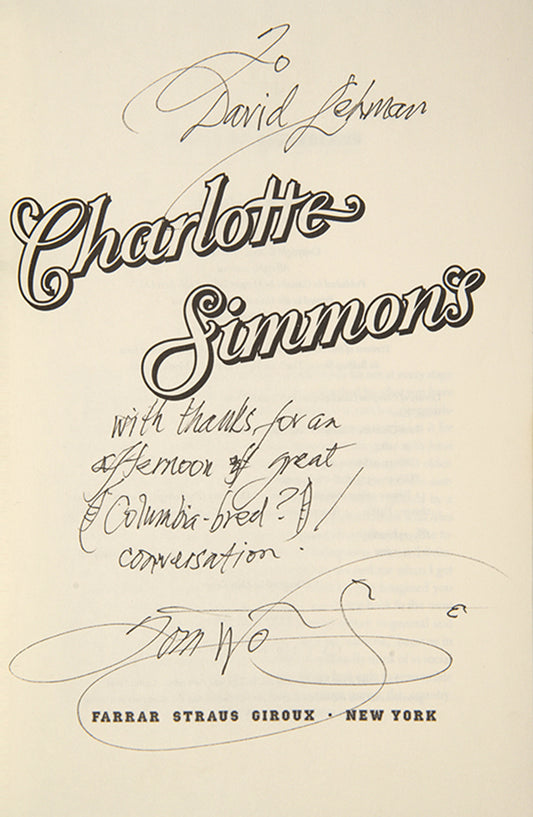 To
David Lehman
Charlotte
Simmons
with thanks for an
afternoon of great
(Columbia-bred?)
conversation.
Tom Wolfe
FARRAR STRAUS GIROUX · NEW YORK